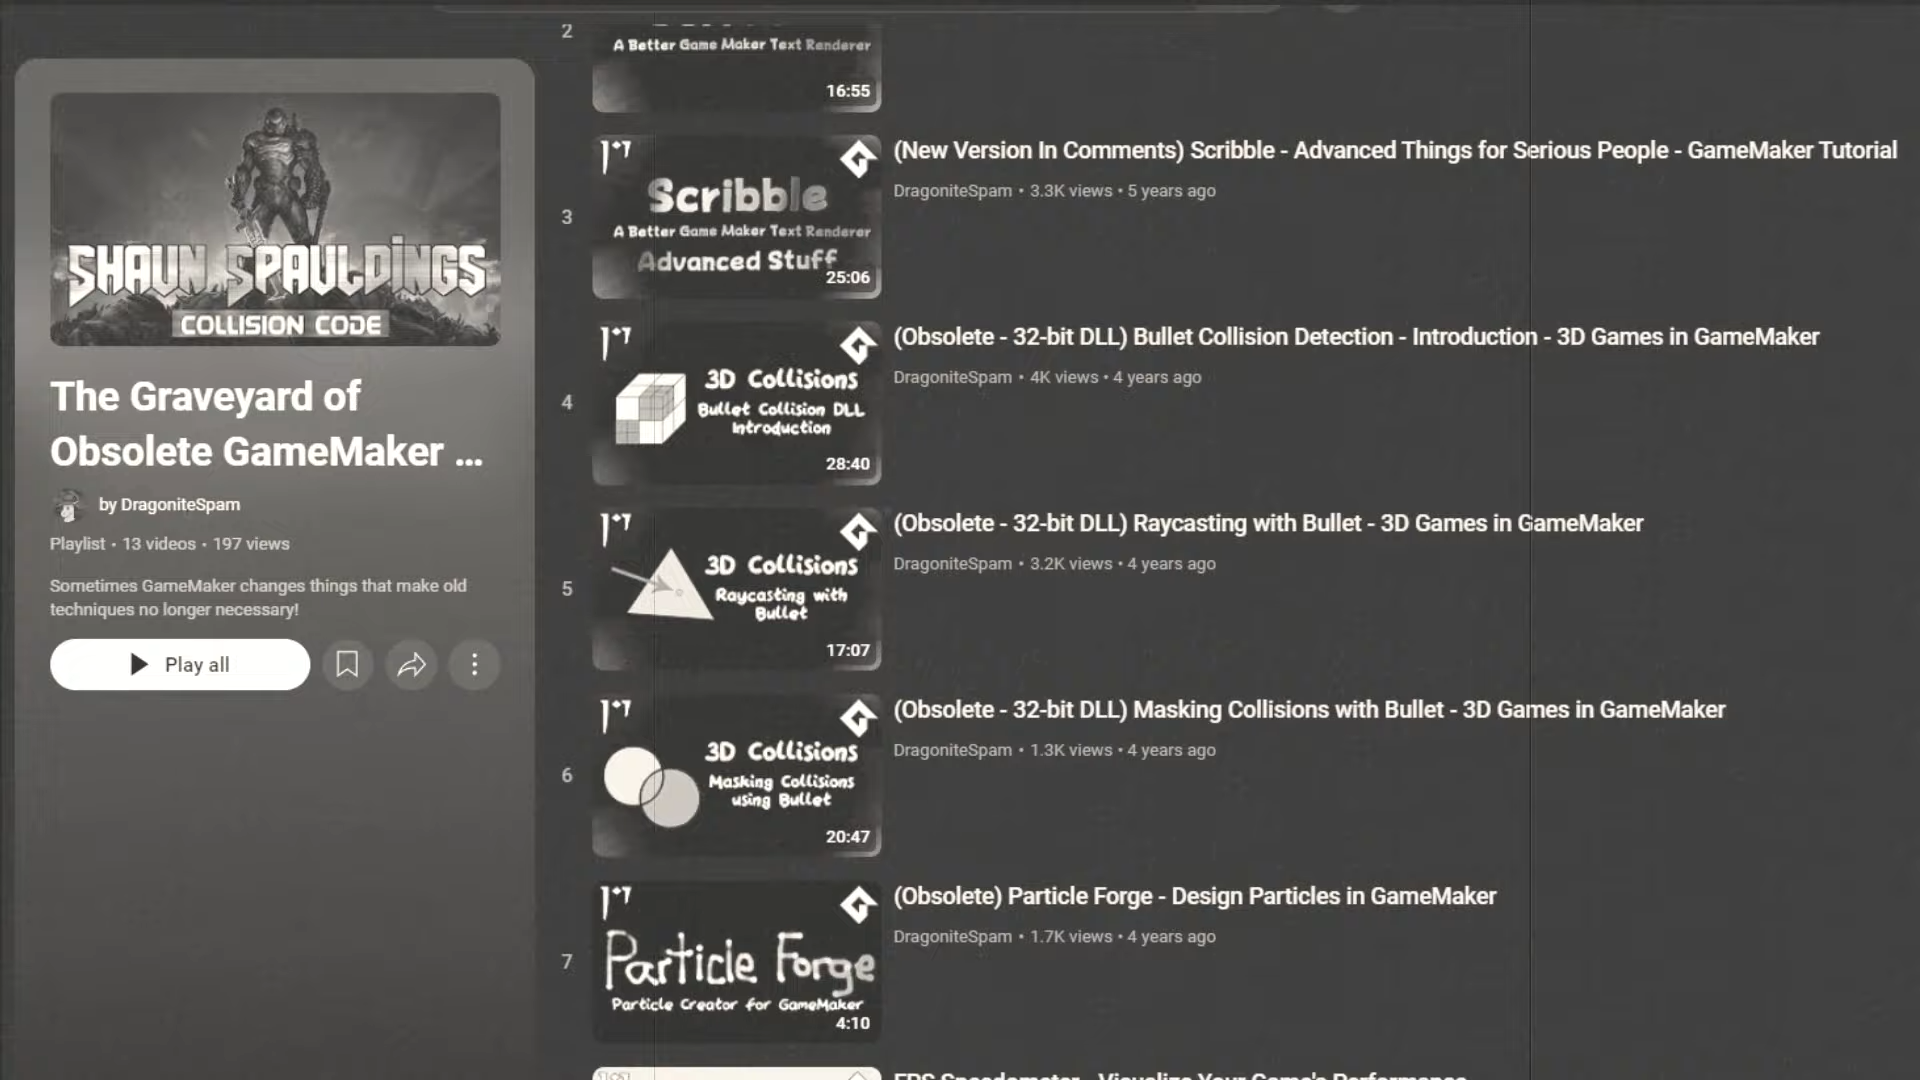 SHAUN SPAULDINGS
COLLISION CODE
The Graveyard of
Obsolete GameMaker ...
by DragoniteSpam
Playlist • 13 videos • 197 views
Sometimes GameMaker changes things that make old
techniques no longer necessary!
Play all
2
A Better Game Maker Text Renderer
16:55
3
Scribble
A Better Game Maker Text Renderer
Advanced Stuff
25:06
(New Version In Comments) Scribble - Advanced Things for Serious People - GameMaker Tutorial
DragoniteSpam • 3.3K views • 5 years ago
4
3D Collisions
Bullet Collision DLL
Introduction
28:40
(Obsolete - 32-bit DLL) Bullet Collision Detection - Introduction - 3D Games in GameMaker
DragoniteSpam • 4K views • 4 years ago
5
3D Collisions
Raycasting with
Bullet
17:07
(Obsolete - 32-bit DLL) Raycasting with Bullet - 3D Games in GameMaker
DragoniteSpam • 3.2K views • 4 years ago
6
3D Collisions
Masking Collisions
using Bullet
20:47
(Obsolete - 32-bit DLL) Masking Collisions with Bullet - 3D Games in GameMaker
DragoniteSpam • 1.3K views • 4 years ago
7
Particle Forge
Particle Creator for GameMaker
4:10
(Obsolete) Particle Forge - Design Particles in GameMaker
DragoniteSpam • 1.7K views • 4 years ago
FPS Speedometer - Visualize Your Game's Performance